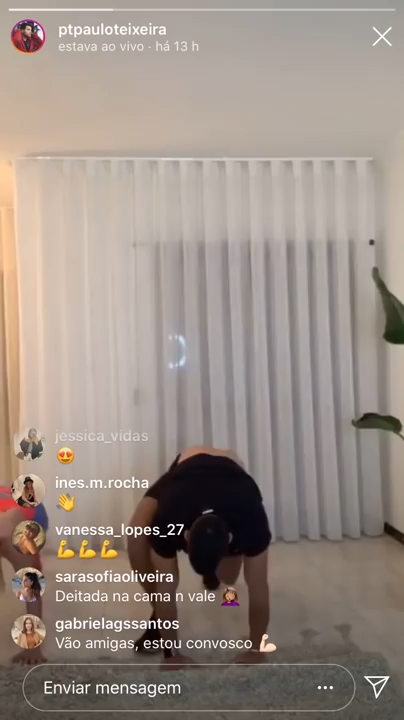 ptpauloteixeira
estava ao vivo · há 13 h
jessica_vidas
😍
ines.m.rocha
👋
vanessa_lopes_27
💪💪💪
sarasofiaoliveira
Deitada na cama n vale 🤦🏽‍♀️
gabrielagssantos
Vão amigas, estou convosco 💪🏻
Enviar mensagem